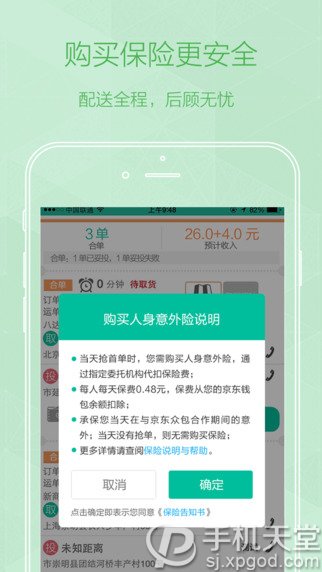 购买保险更安全
配送全程，后顾无忧
中国联通
上午9:48
62%
3单
合单
26.0+4.0 元
预计收入
合单：1单已妥投，1单妥投失败
合单
0 分钟 待取货
订单
运单
八达
取
北京
投
市延
购买人身意外险说明
• 当天抢首单时，您需购买人身意外险，通
过指定委托机构代扣保险费；
• 每人每天保费0.48元，保费从您的京东钱
包余额扣除；
• 承保您当天在与京东众包合作期间的意
外；当天没有抢单，则无需购买保险；
• 更多详情请查阅保险说明与帮助。
取消
确定
点击确定即表示您同意《保险告知书》
合单
订单
运单
新商
取
投 未知距离
市崇明县团结河桥丰产村100
手机天堂
sj.xpgod.com